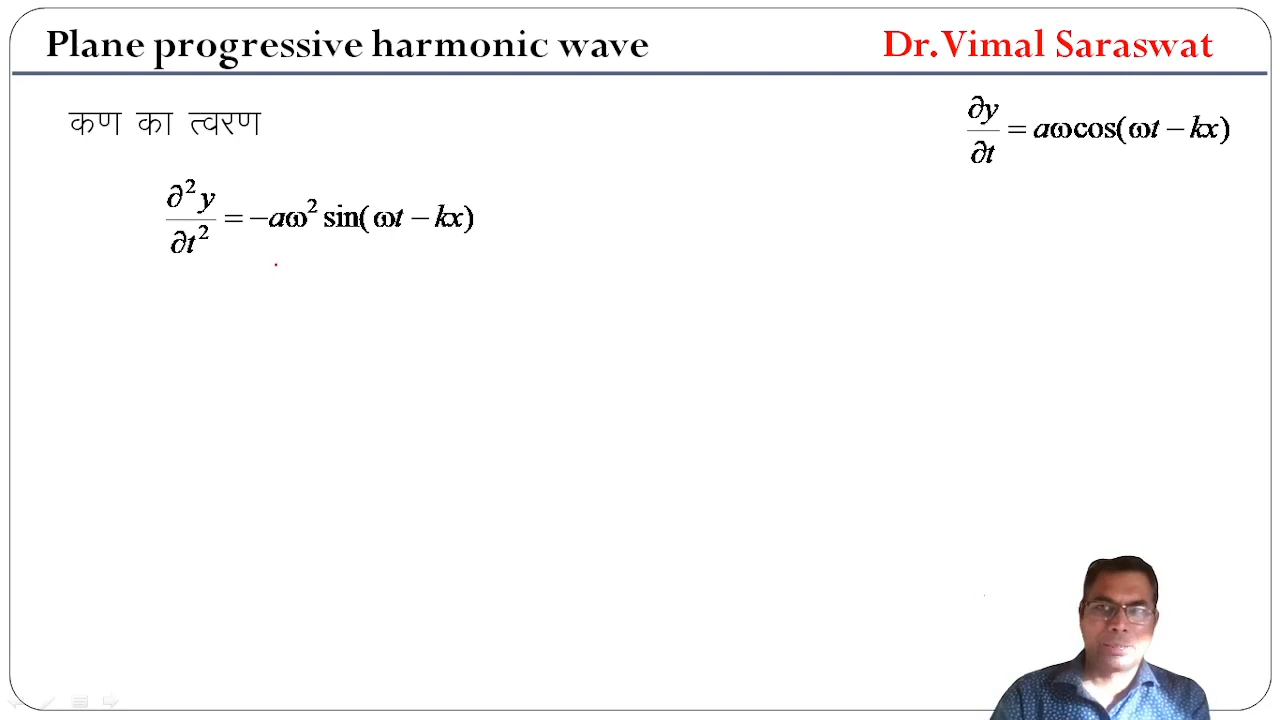 Plane progressive harmonic wave Dr. Vimal Saraswat
कण का त्वरण
∂y/∂t = aωcos(ωt − kx)
∂²y/∂t² = −aω² sin(ωt − kx)